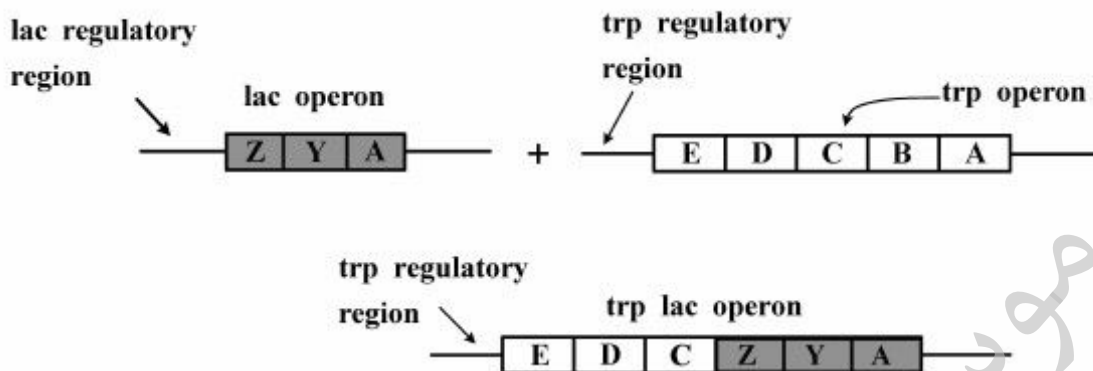 lac regulatory
region
lac operon
Z Y A
+
trp regulatory
region
trp operon
E D C B A
trp regulatory
region
trp lac operon
E D C Z Y A